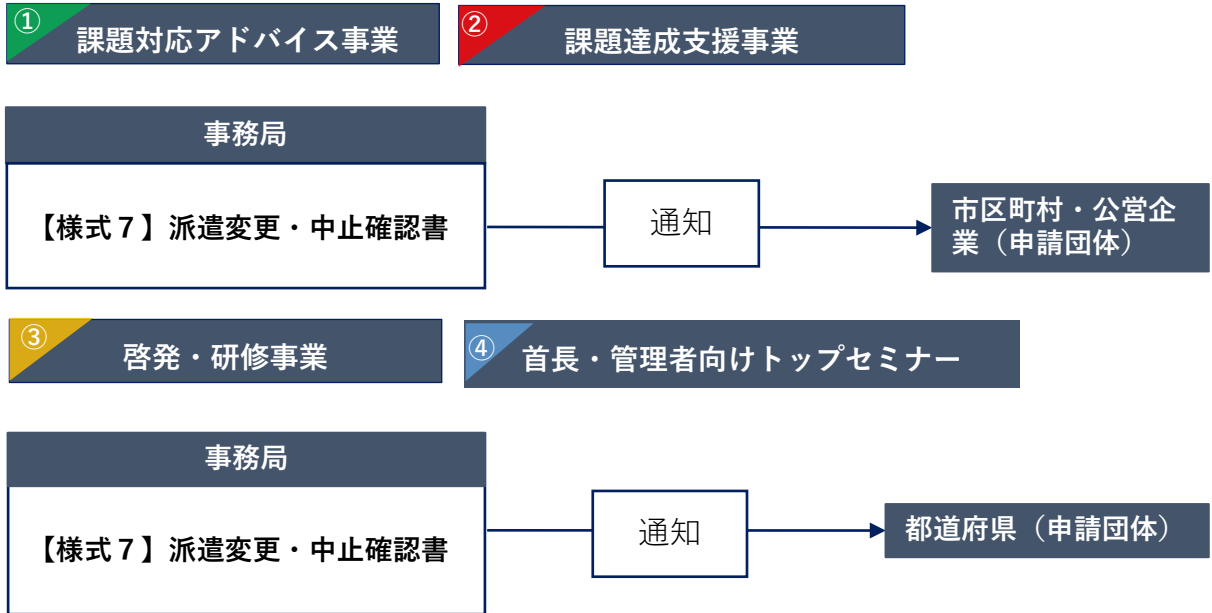 ①
課題対応アドバイス事業
②
課題達成支援事業
事務局
【様式７】派遣変更・中止確認書
通知
市区町村・公営企
業（申請団体）
③
啓発・研修事業
④
首長・管理者向けトップセミナー
事務局
【様式７】派遣変更・中止確認書
通知
都道府県（申請団体）